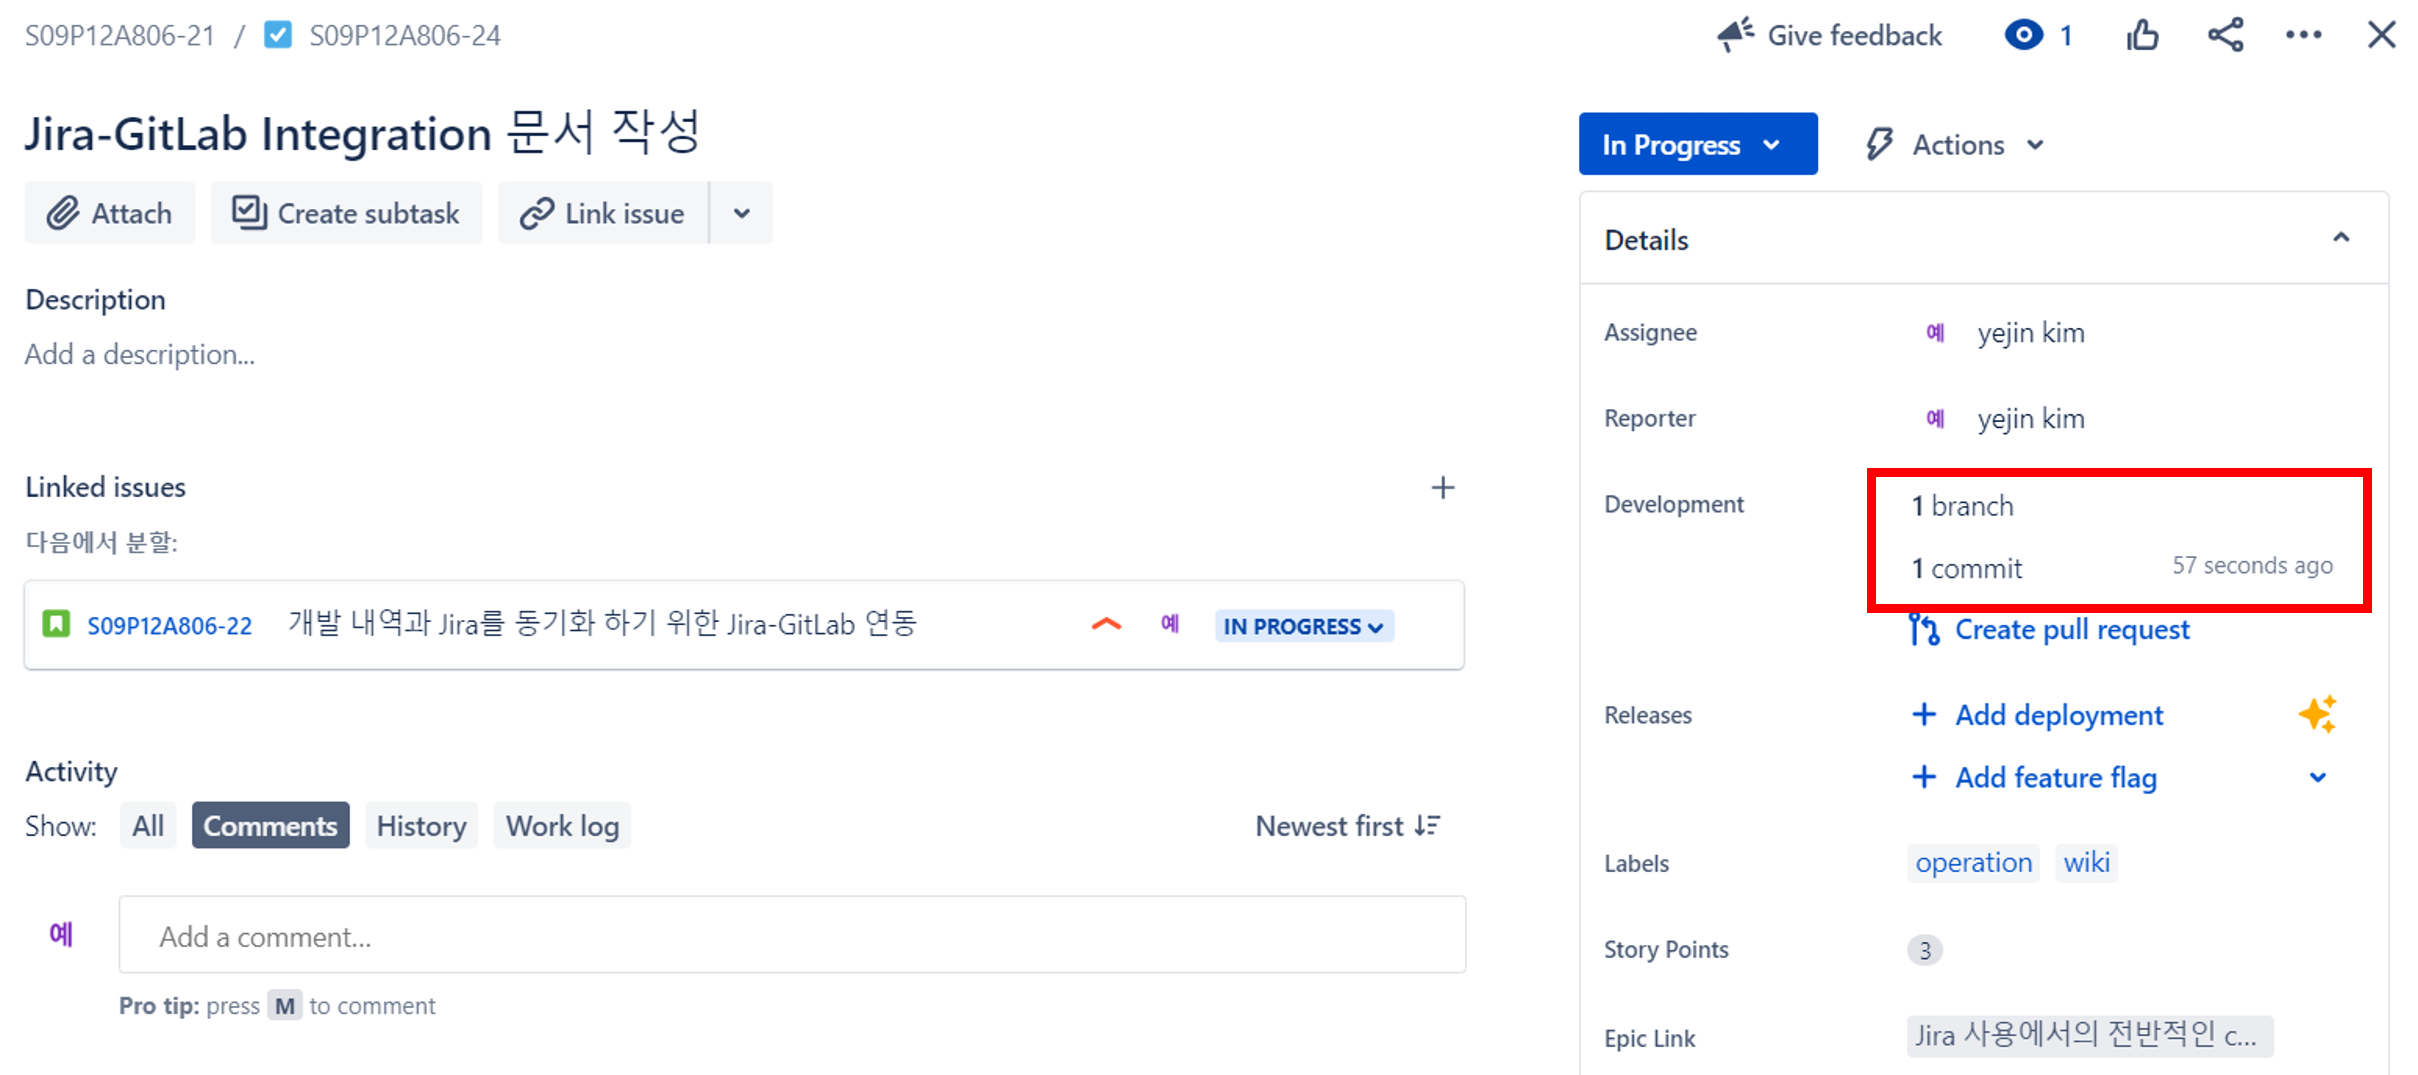 S09P12A806-21 / S09P12A806-24
Give feedback 1
Jira-GitLab Integration 문서 작성
Attach Create subtask Link issue
Description
Add a description...
Linked issues
다음에서 분할:
S09P12A806-22 개발 내역과 Jira를 동기화 하기 위한 Jira-GitLab 연동 예 IN PROGRESS
Activity
Show: All Comments History Work log Newest first
예 Add a comment...
Pro tip: press M to comment
In Progress Actions
Details
Assignee 예 yejin kim
Reporter 예 yejin kim
Development 1 branch
1 commit 57 seconds ago
Create pull request
Releases + Add deployment
+ Add feature flag
Labels operation wiki
Story Points 3
Epic Link Jira 사용에서의 전반적인 c...